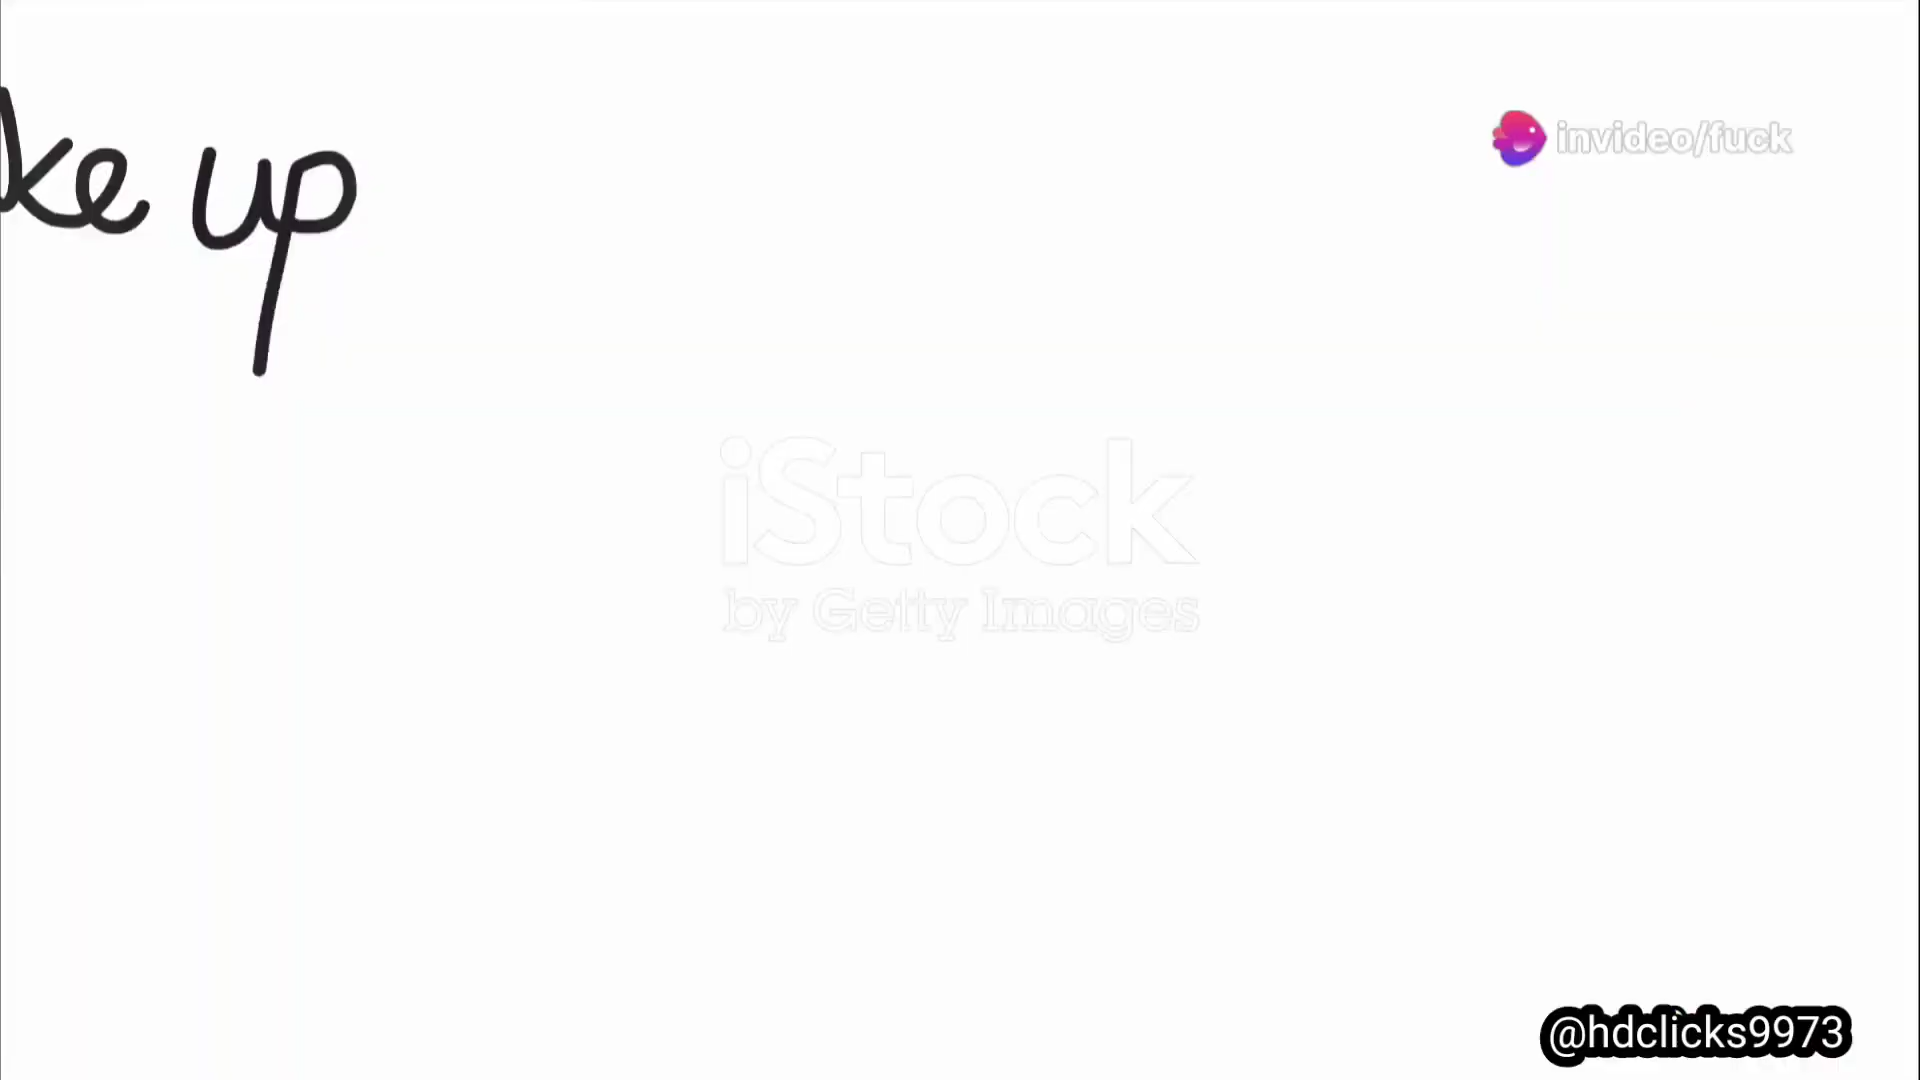 ke up
invideo/fuck
iStock
by Getty Images
@hdclicks9973